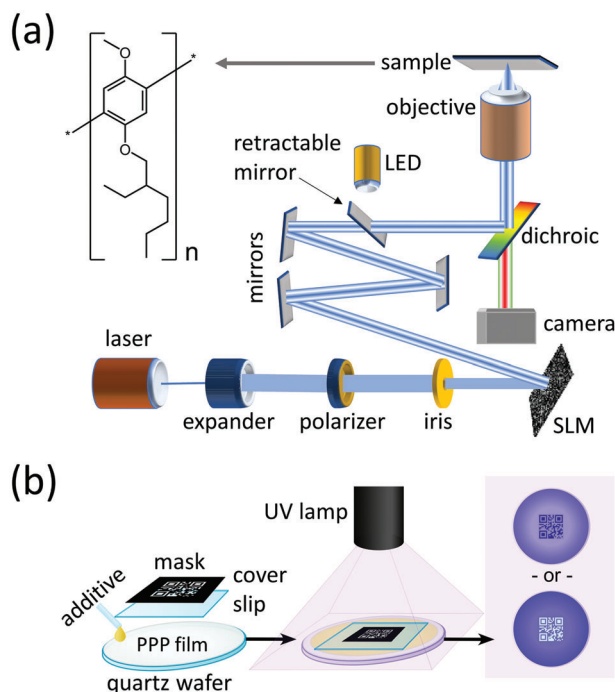 (a)
O
O
*
*
n
sample
objective
retractable
mirror
LED
mirrors
dichroic
camera
laser
expander
polarizer
iris
SLM
(b)
UV lamp
mask
cover
slip
additive
PPP film
quartz wafer
- or -